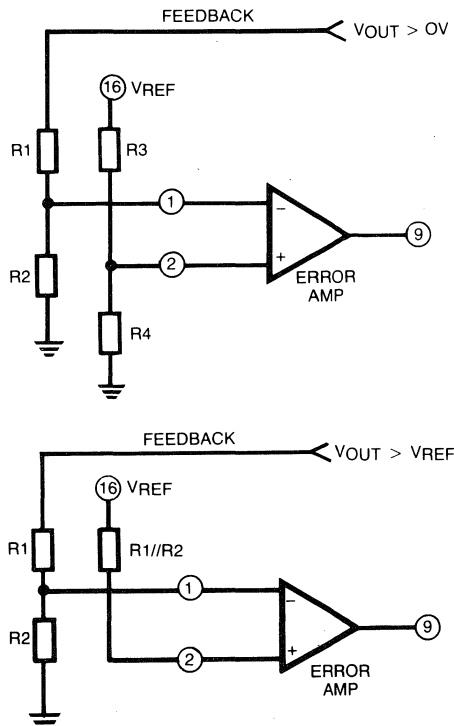 FEEDBACK
VOUT > OV
16 VREF
R1
R3
1
−
9
R2
2
+
ERROR
AMP
R4
FEEDBACK
VOUT > VREF
16 VREF
R1
R1//R2
1
−
R2
9
2
+
ERROR
AMP